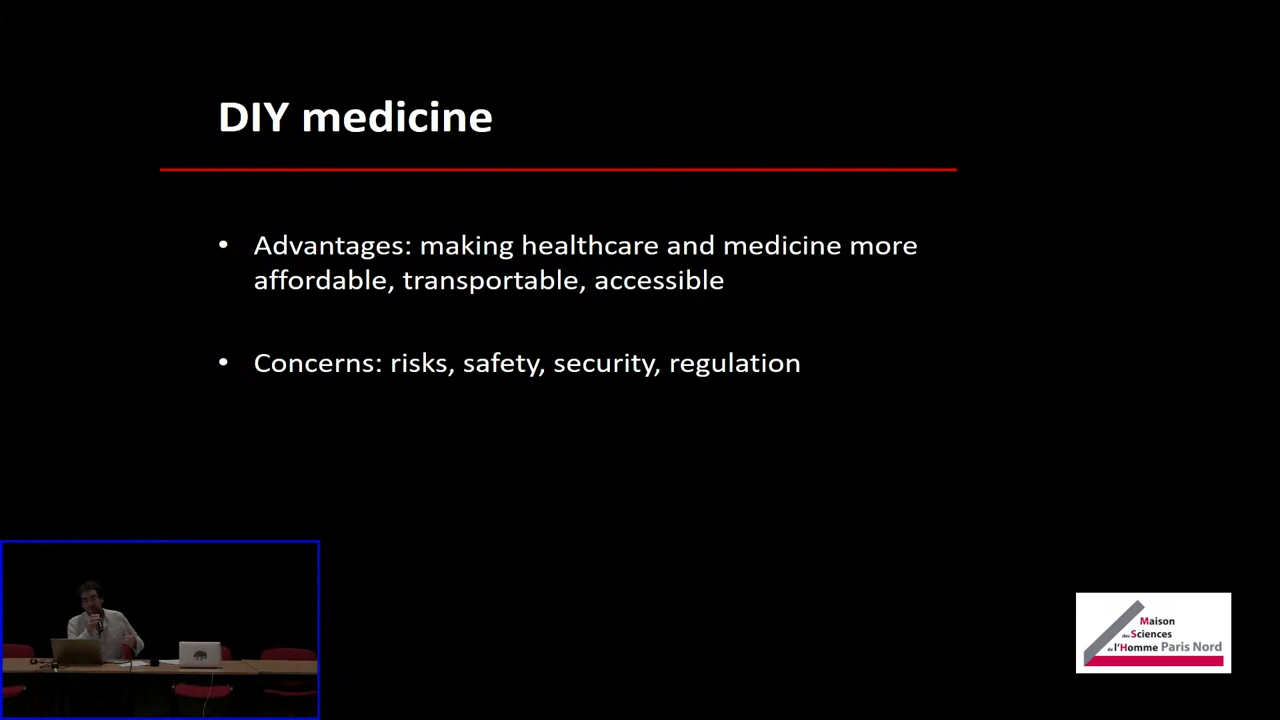 DIY medicine
• Advantages: making healthcare and medicine more
affordable, transportable, accessible
• Concerns: risks, safety, security, regulation
Maison
des Sciences
de l'Homme Paris Nord